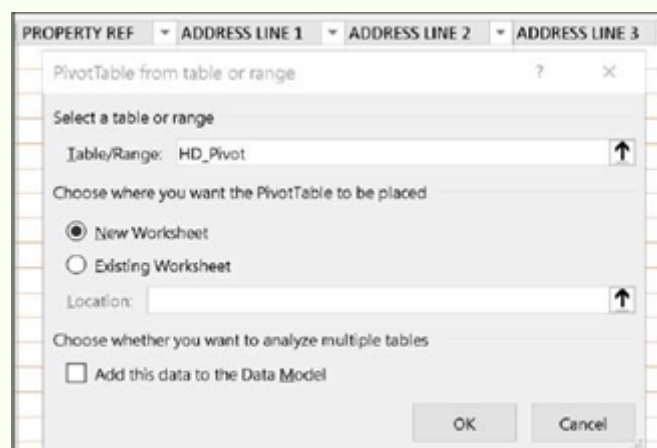 PROPERTY REF ADDRESS LINE 1 ADDRESS LINE 2 ADDRESS LINE 3
PivotTable from table or range ? ×
Select a table or range
Table/Range: HD_Pivot
Choose where you want the PivotTable to be placed
New Worksheet
Existing Worksheet
Location:
Choose whether you want to analyze multiple tables
Add this data to the Data Model
OK Cancel